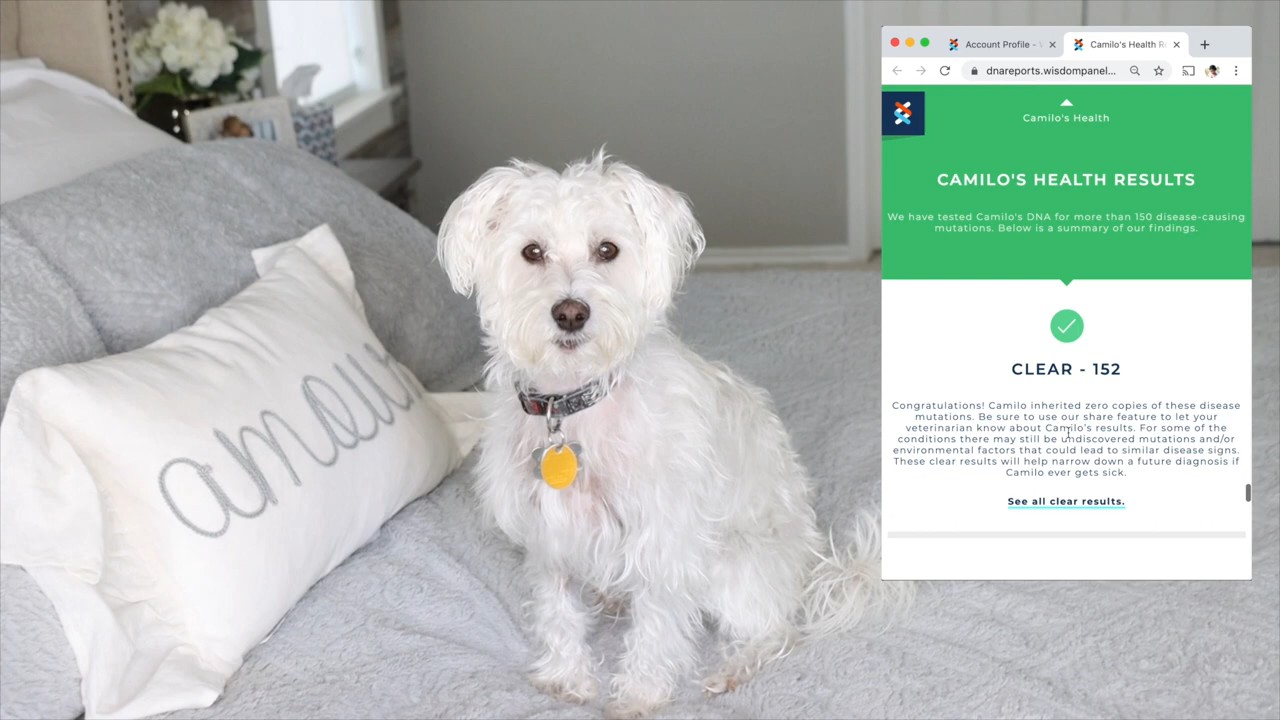 amour
Account Profile -
Camilo's Health R
dnareports.wisdompanel...
Camilo's Health
CAMILO'S HEALTH RESULTS
We have tested Camilo's DNA for more than 150 disease-causing
mutations. Below is a summary of our findings.
CLEAR - 152
Congratulations! Camilo inherited zero copies of these disease
mutations. Be sure to use our share feature to let your
veterinarian know about Camilo's results. For some of the
conditions there may still be undiscovered mutations and/or
environmental factors that could lead to similar disease signs.
These clear results will help narrow down a future diagnosis if
Camilo ever gets sick.
See all clear results.